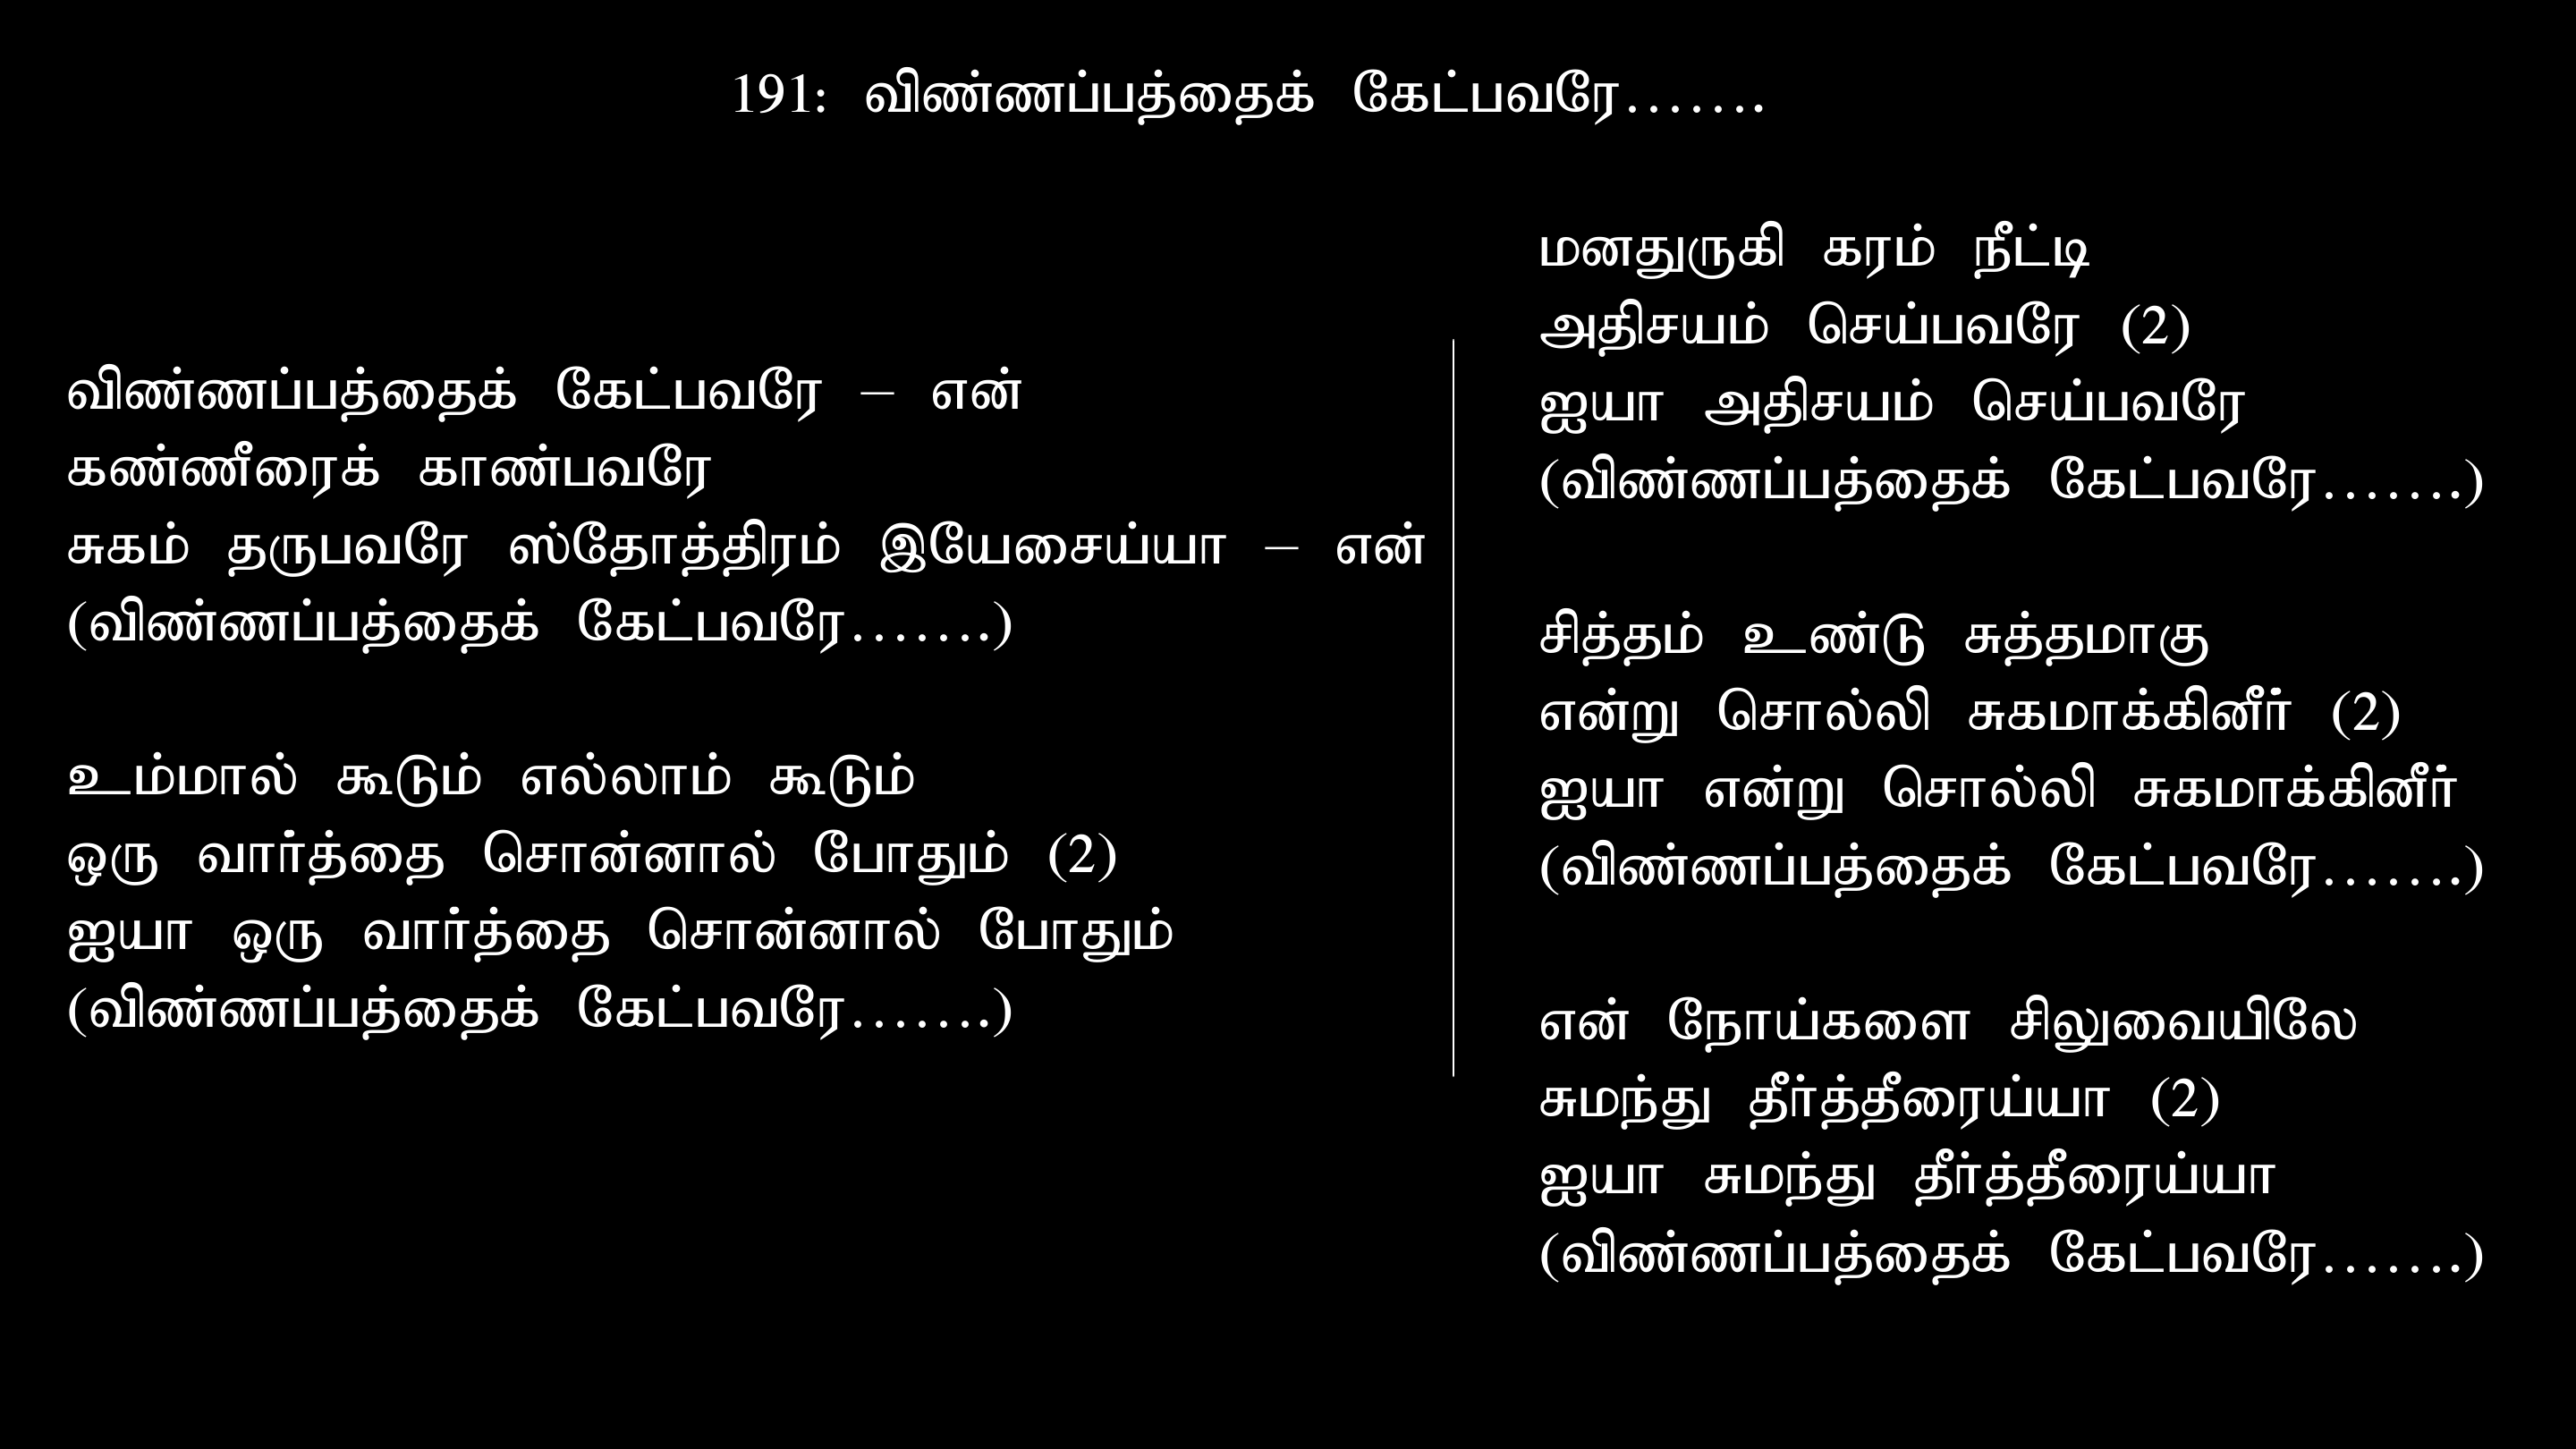 191: விண்ணப்பத்தைக் கேட்பவரே.......
விண்ணப்பத்தைக் கேட்பவரே – என்
கண்ணீரைக் காண்பவரே
சுகம் தருபவரே ஸ்தோத்திரம் இயேசைய்யா – என்
(விண்ணப்பத்தைக் கேட்பவரே.......)
உம்மால் கூடும் எல்லாம் கூடும்
ஒரு வார்த்தை சொன்னால் போதும் (2)
ஐயா ஒரு வார்த்தை சொன்னால் போதும்
(விண்ணப்பத்தைக் கேட்பவரே.......)
மனதுருகி கரம் நீட்டி
அதிசயம் செய்பவரே (2)
ஐயா அதிசயம் செய்பவரே
(விண்ணப்பத்தைக் கேட்பவரே.......)
சித்தம் உண்டு சுத்தமாகு
என்று சொல்லி சுகமாக்கினீர் (2)
ஐயா என்று சொல்லி சுகமாக்கினீர்
(விண்ணப்பத்தைக் கேட்பவரே.......)
என் நோய்களை சிலுவையிலே
சுமந்து தீர்த்தீரைய்யா (2)
ஐயா சுமந்து தீர்த்தீரைய்யா
(விண்ணப்பத்தைக் கேட்பவரே.......)